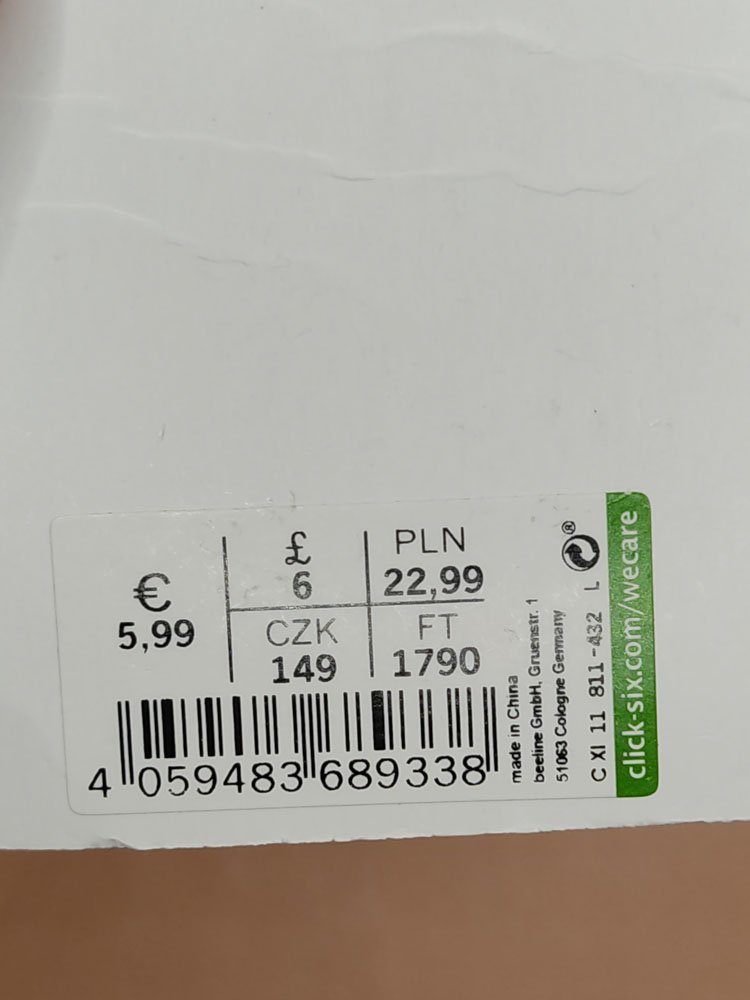 €
5,99
£
6
PLN
22,99
CZK
149
FT
1790
4 059483 689338
made in China
beeline GmbH, Gruenstr. 1
51063 Cologne Germany
C XI 11 811-432 L
®
click-six.com/wecare